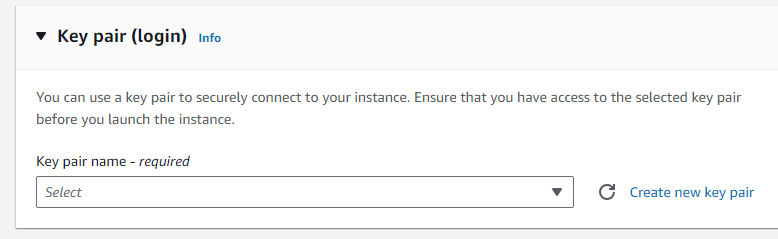 Key pair (login) Info
You can use a key pair to securely connect to your instance. Ensure that you have access to the selected key pair
before you launch the instance.
Key pair name - required
Select
Create new key pair